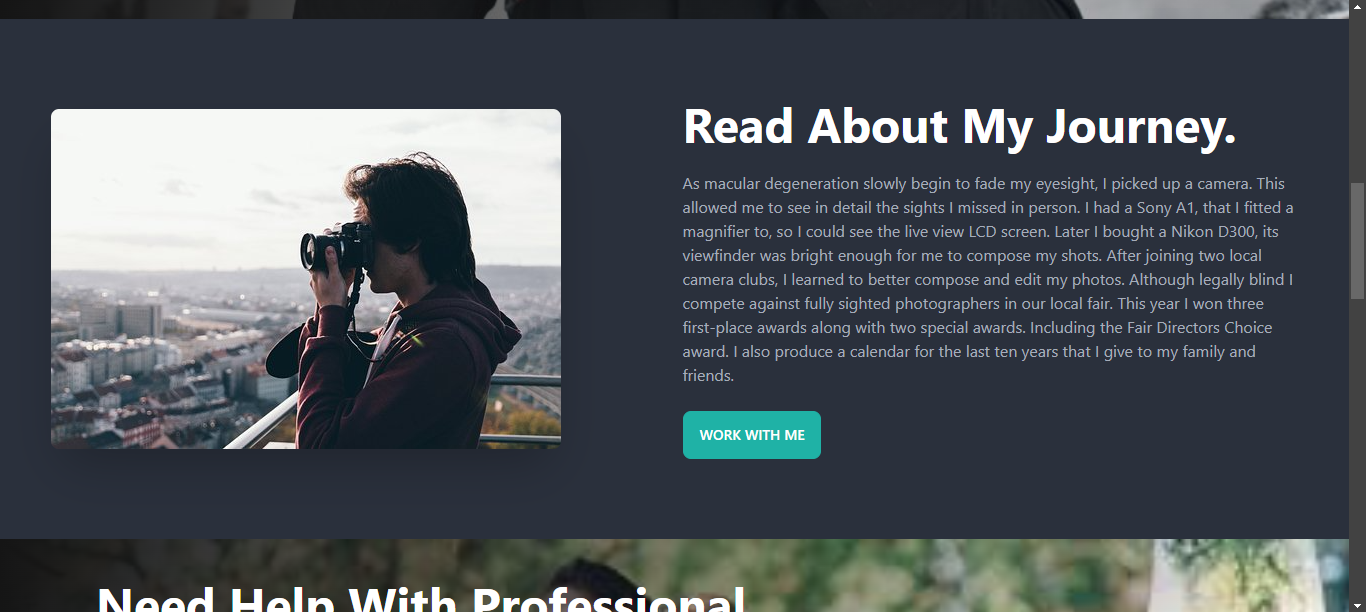 Read About My Journey.
As macular degeneration slowly begin to fade my eyesight, I picked up a camera. This
allowed me to see in detail the sights I missed in person. I had a Sony A1, that I fitted a
magnifier to, so I could see the live view LCD screen. Later I bought a Nikon D300, its
viewfinder was bright enough for me to compose my shots. After joining two local
camera clubs, I learned to better compose and edit my photos. Although legally blind I
compete against fully sighted photographers in our local fair. This year I won three
first-place awards along with two special awards. Including the Fair Directors Choice
award. I also produce a calendar for the last ten years that I give to my family and
friends.
WORK WITH ME
Need Help With Professional